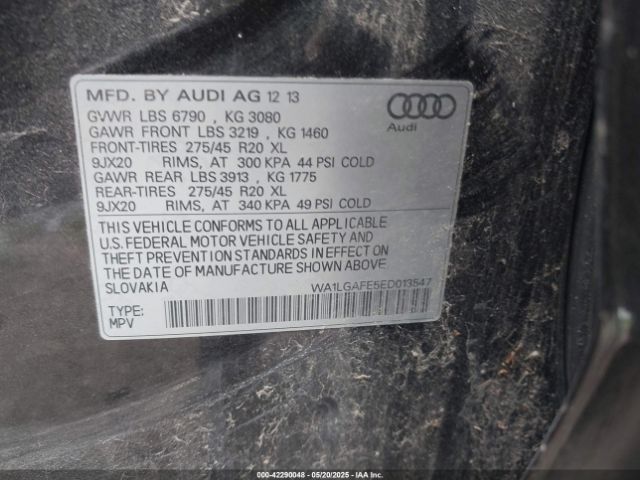 MFD. BY AUDI AG 12 13
GVWR LBS 6790 , KG 3080
GAWR FRONT LBS 3219 , KG 1460
FRONT-TIRES 275/45 R20 XL
9JX20 RIMS, AT 300 KPA 44 PSI COLD
GAWR REAR LBS 3913 , KG 1775
REAR-TIRES 275/45 R20 XL
9JX20 RIMS, AT 340 KPA 49 PSI COLD
Audi
THIS VEHICLE CONFORMS TO ALL APPLICABLE
U.S. FEDERAL MOTOR VEHICLE SAFETY AND
THEFT PREVENTION STANDARDS IN EFFECT ON
THE DATE OF MANUFACTURE SHOWN ABOVE
SLOVAKIA
WA1LGAFE5ED013547
TYPE:
MPV
000-42290048 - 05/20/2025 - IAA Inc.